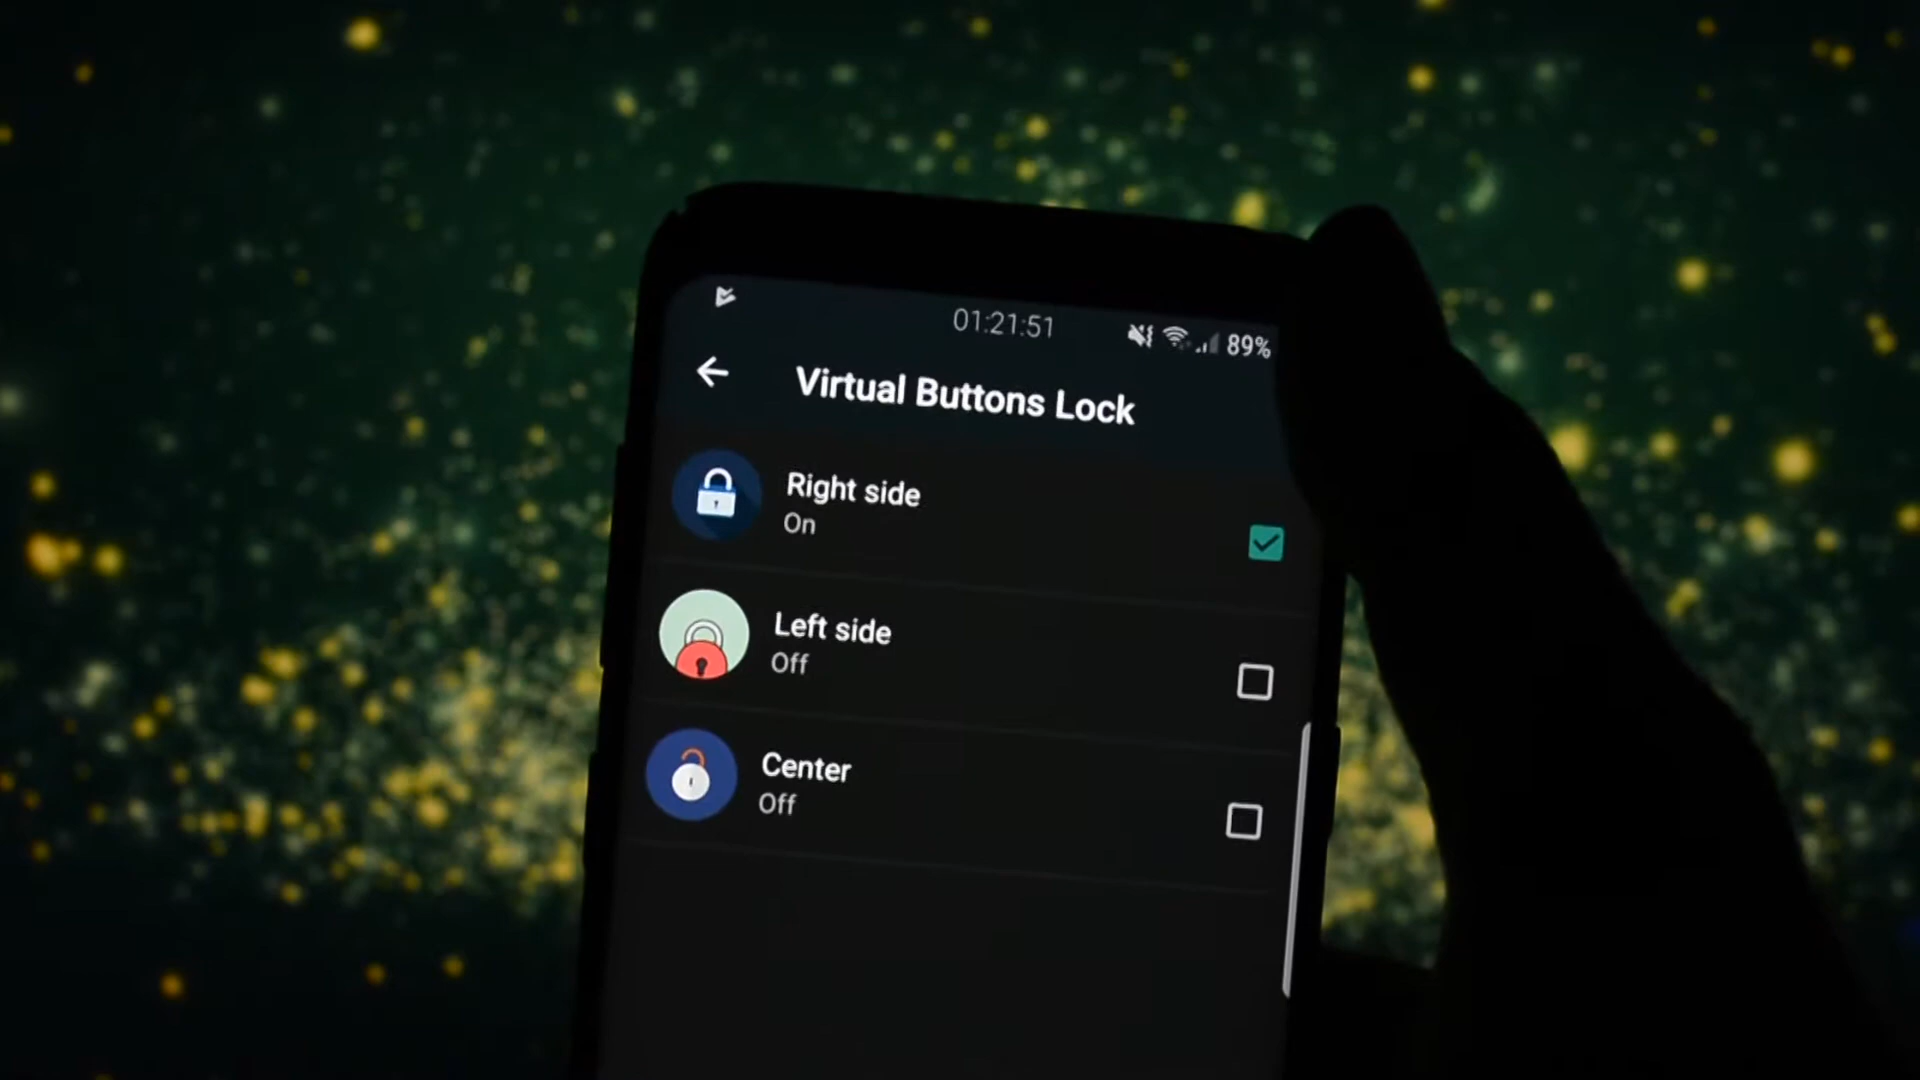 01:21:51
89%
Virtual Buttons Lock
Right side
On
Left side
Off
Center
Off